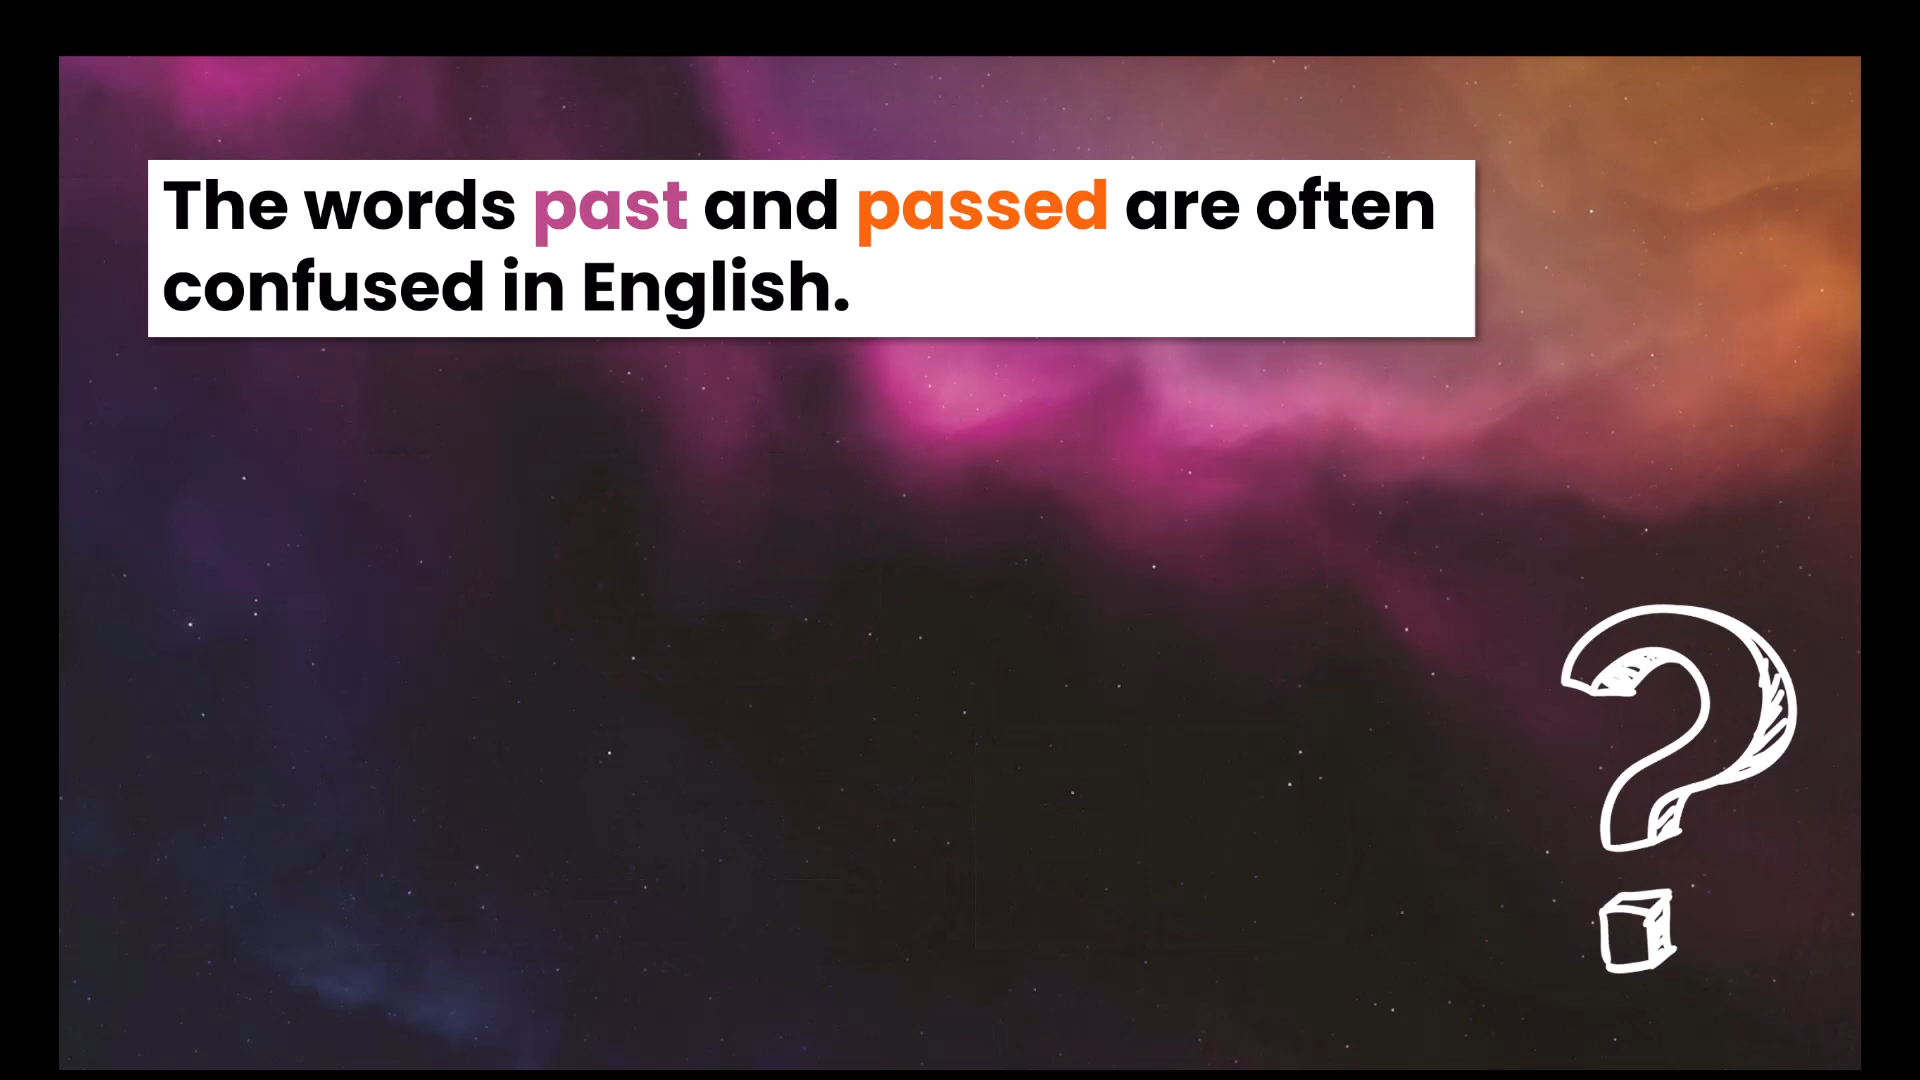 The words past and passed are often
confused in English.
?